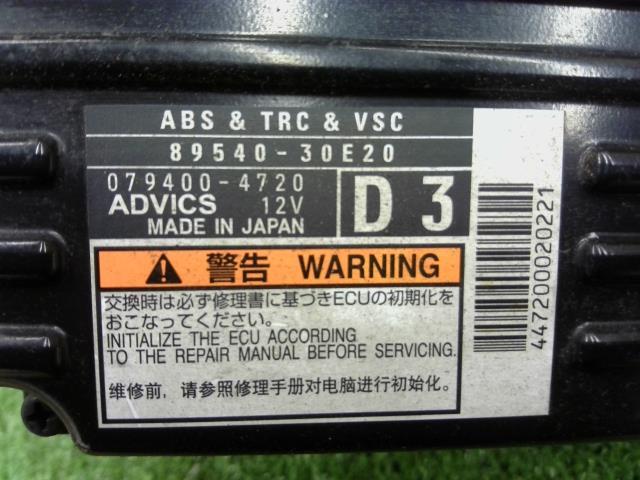 ABS & TRC & VSC
89540-30E20
079400-4720
ADVICS 12V
MADE IN JAPAN
D3
警告 WARNING
交換時は必ず修理書に基づきECUの初期化を
おこなってください。
INITIALIZE THE ECU ACCORDING
TO THE REPAIR MANUAL BEFORE SERVICING.
维修前，请参照修理手册对电脑进行初始化。
447200020221